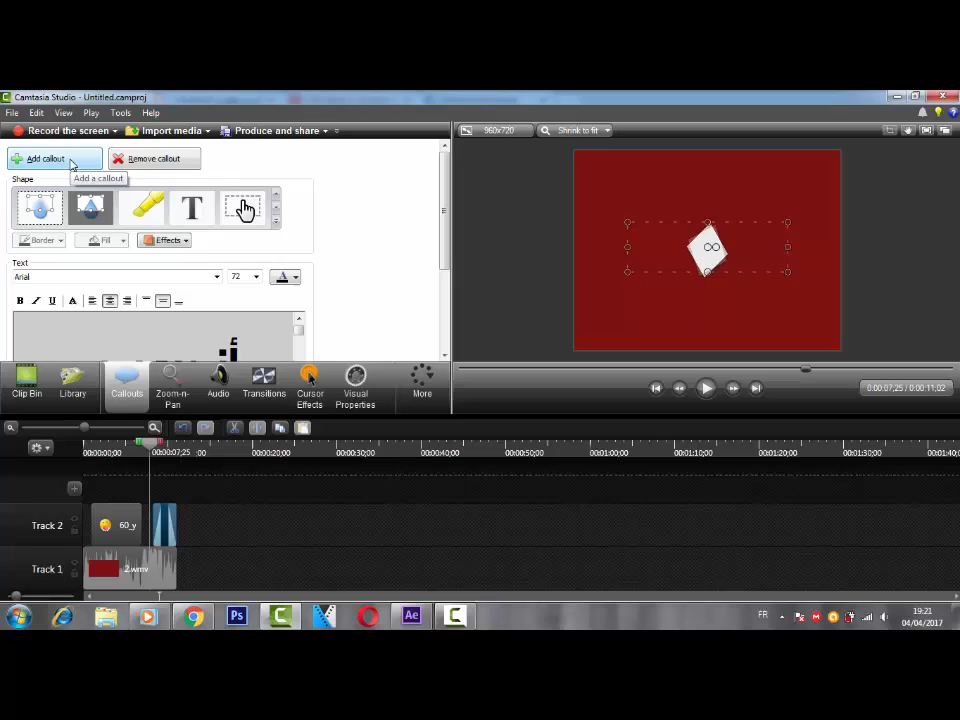 Camtasia Studio - Untitled.camproj
File Edit View Play Tools Help
Record the screen Import media Produce and share
960x720 Shrink to fit
Add callout Remove callout
Add a callout
Shape
T
Border Fill Effects
Text
Arial 72 A
B I U A
Clip Bin Library Callouts Zoom-n-Pan Audio Transitions Cursor Effects Visual Properties More
0:00:07;25 / 0:00:11;02
00:00:00;00 00:00:07;25 00:00:20;00 00:00:30;00 00:00:40;00 00:00:50;00 00:01:00;00 00:01:10;00 00:01:20;00 00:01:30;00
Track 2 60_y
Track 1 2.wmv
Ps Ae FR 19:21
04/04/2017